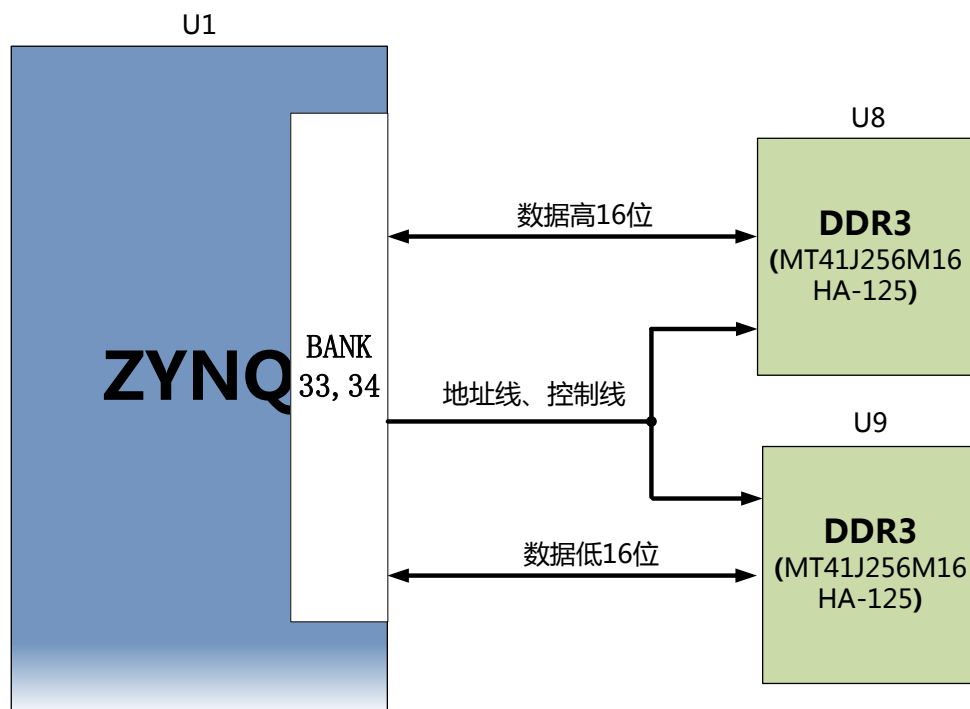 U1
U8
数据高16位
DDR3
(MT41J256M16
HA-125)
ZYNQ
BANK
33, 34
地址线、控制线
U9
数据低16位
DDR3
(MT41J256M16
HA-125)